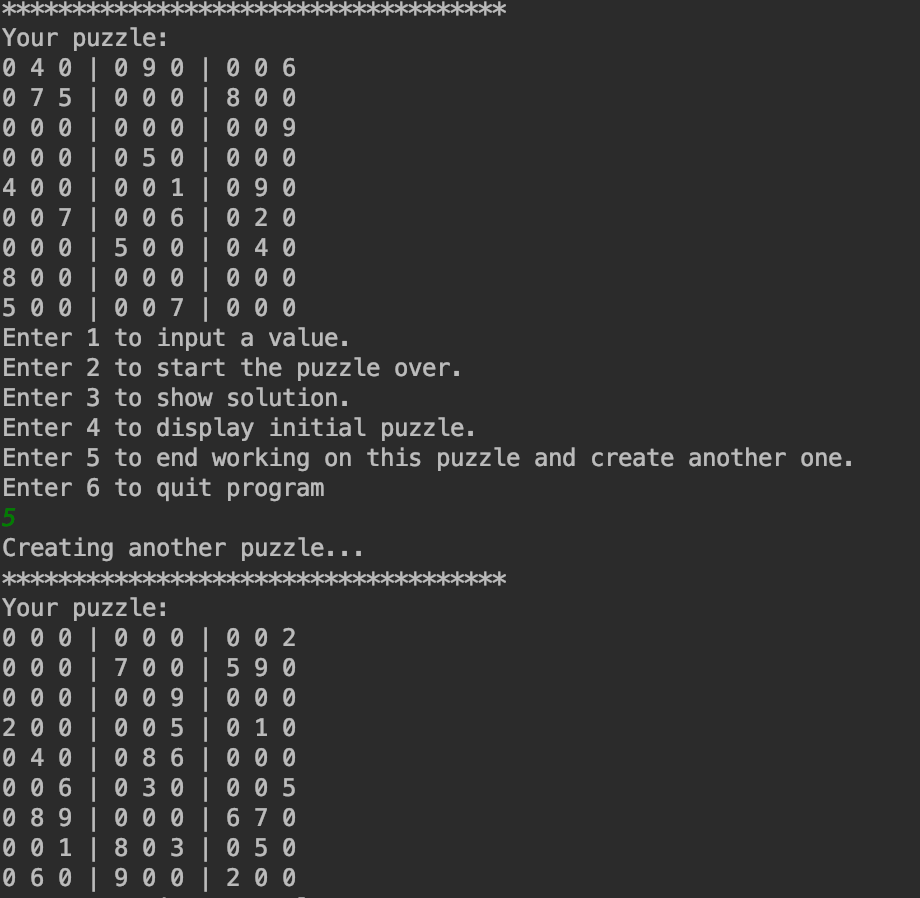 ************************************
Your puzzle:
0 4 0 | 0 9 0 | 0 0 6
0 7 5 | 0 0 0 | 8 0 0
0 0 0 | 0 0 0 | 0 0 9
0 0 0 | 0 5 0 | 0 0 0
4 0 0 | 0 0 1 | 0 9 0
0 0 7 | 0 0 6 | 0 2 0
0 0 0 | 5 0 0 | 0 4 0
8 0 0 | 0 0 0 | 0 0 0
5 0 0 | 0 0 7 | 0 0 0
Enter 1 to input a value.
Enter 2 to start the puzzle over.
Enter 3 to show solution.
Enter 4 to display initial puzzle.
Enter 5 to end working on this puzzle and create another one.
Enter 6 to quit program
5
Creating another puzzle...
************************************
Your puzzle:
0 0 0 | 0 0 0 | 0 0 2
0 0 0 | 7 0 0 | 5 9 0
0 0 0 | 0 0 9 | 0 0 0
2 0 0 | 0 0 5 | 0 1 0
0 4 0 | 0 8 6 | 0 0 0
0 0 6 | 0 3 0 | 0 0 5
0 8 9 | 0 0 0 | 6 7 0
0 0 1 | 8 0 3 | 0 5 0
0 6 0 | 9 0 0 | 2 0 0